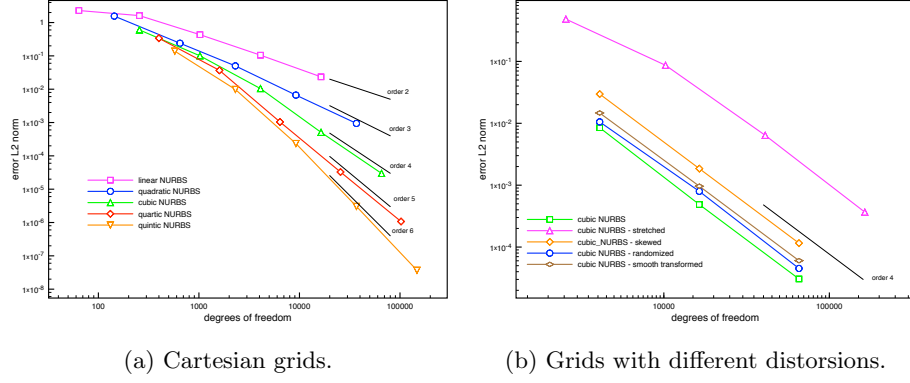 error L2 norm
1
1×10⁻¹
1×10⁻²
1×10⁻³
1×10⁻⁴
1×10⁻⁵
1×10⁻⁶
1×10⁻⁷
1×10⁻⁸
order 2
order 3
order 4
order 5
order 6
linear NURBS
quadratic NURBS
cubic NURBS
quartic NURBS
quintic NURBS
100
1000
10000
100000
degrees of freedom
(a) Cartesian grids.
error L2 norm
1×10⁻¹
1×10⁻²
1×10⁻³
1×10⁻⁴
cubic NURBS
cubic NURBS - stretched
cubic_NURBS - skewed
cubic NURBS - randomized
cubic NURBS - smooth transformed
order 4
10000
100000
degrees of freedom
(b) Grids with different distorsions.